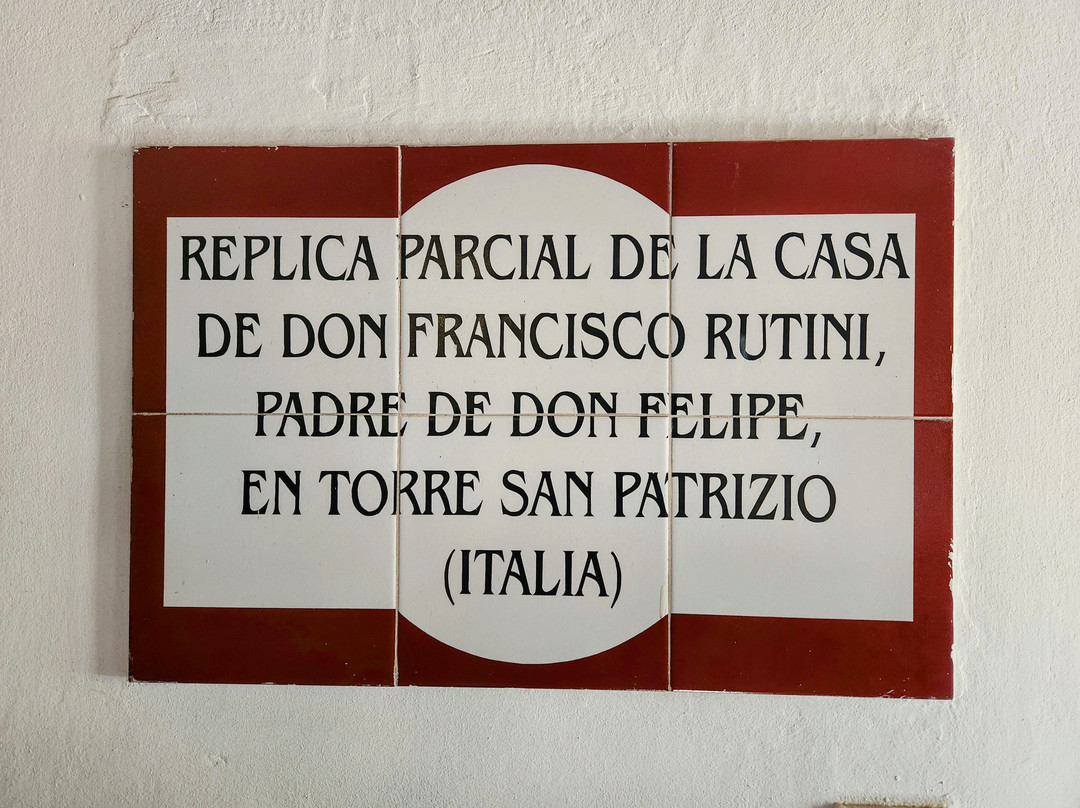 REPLICA PARCIAL DE LA CASA
DE DON FRANCISCO RUTINI,
PADRE DE DON FELIPE,
EN TORRE SAN PATRIZIO
(ITALIA)